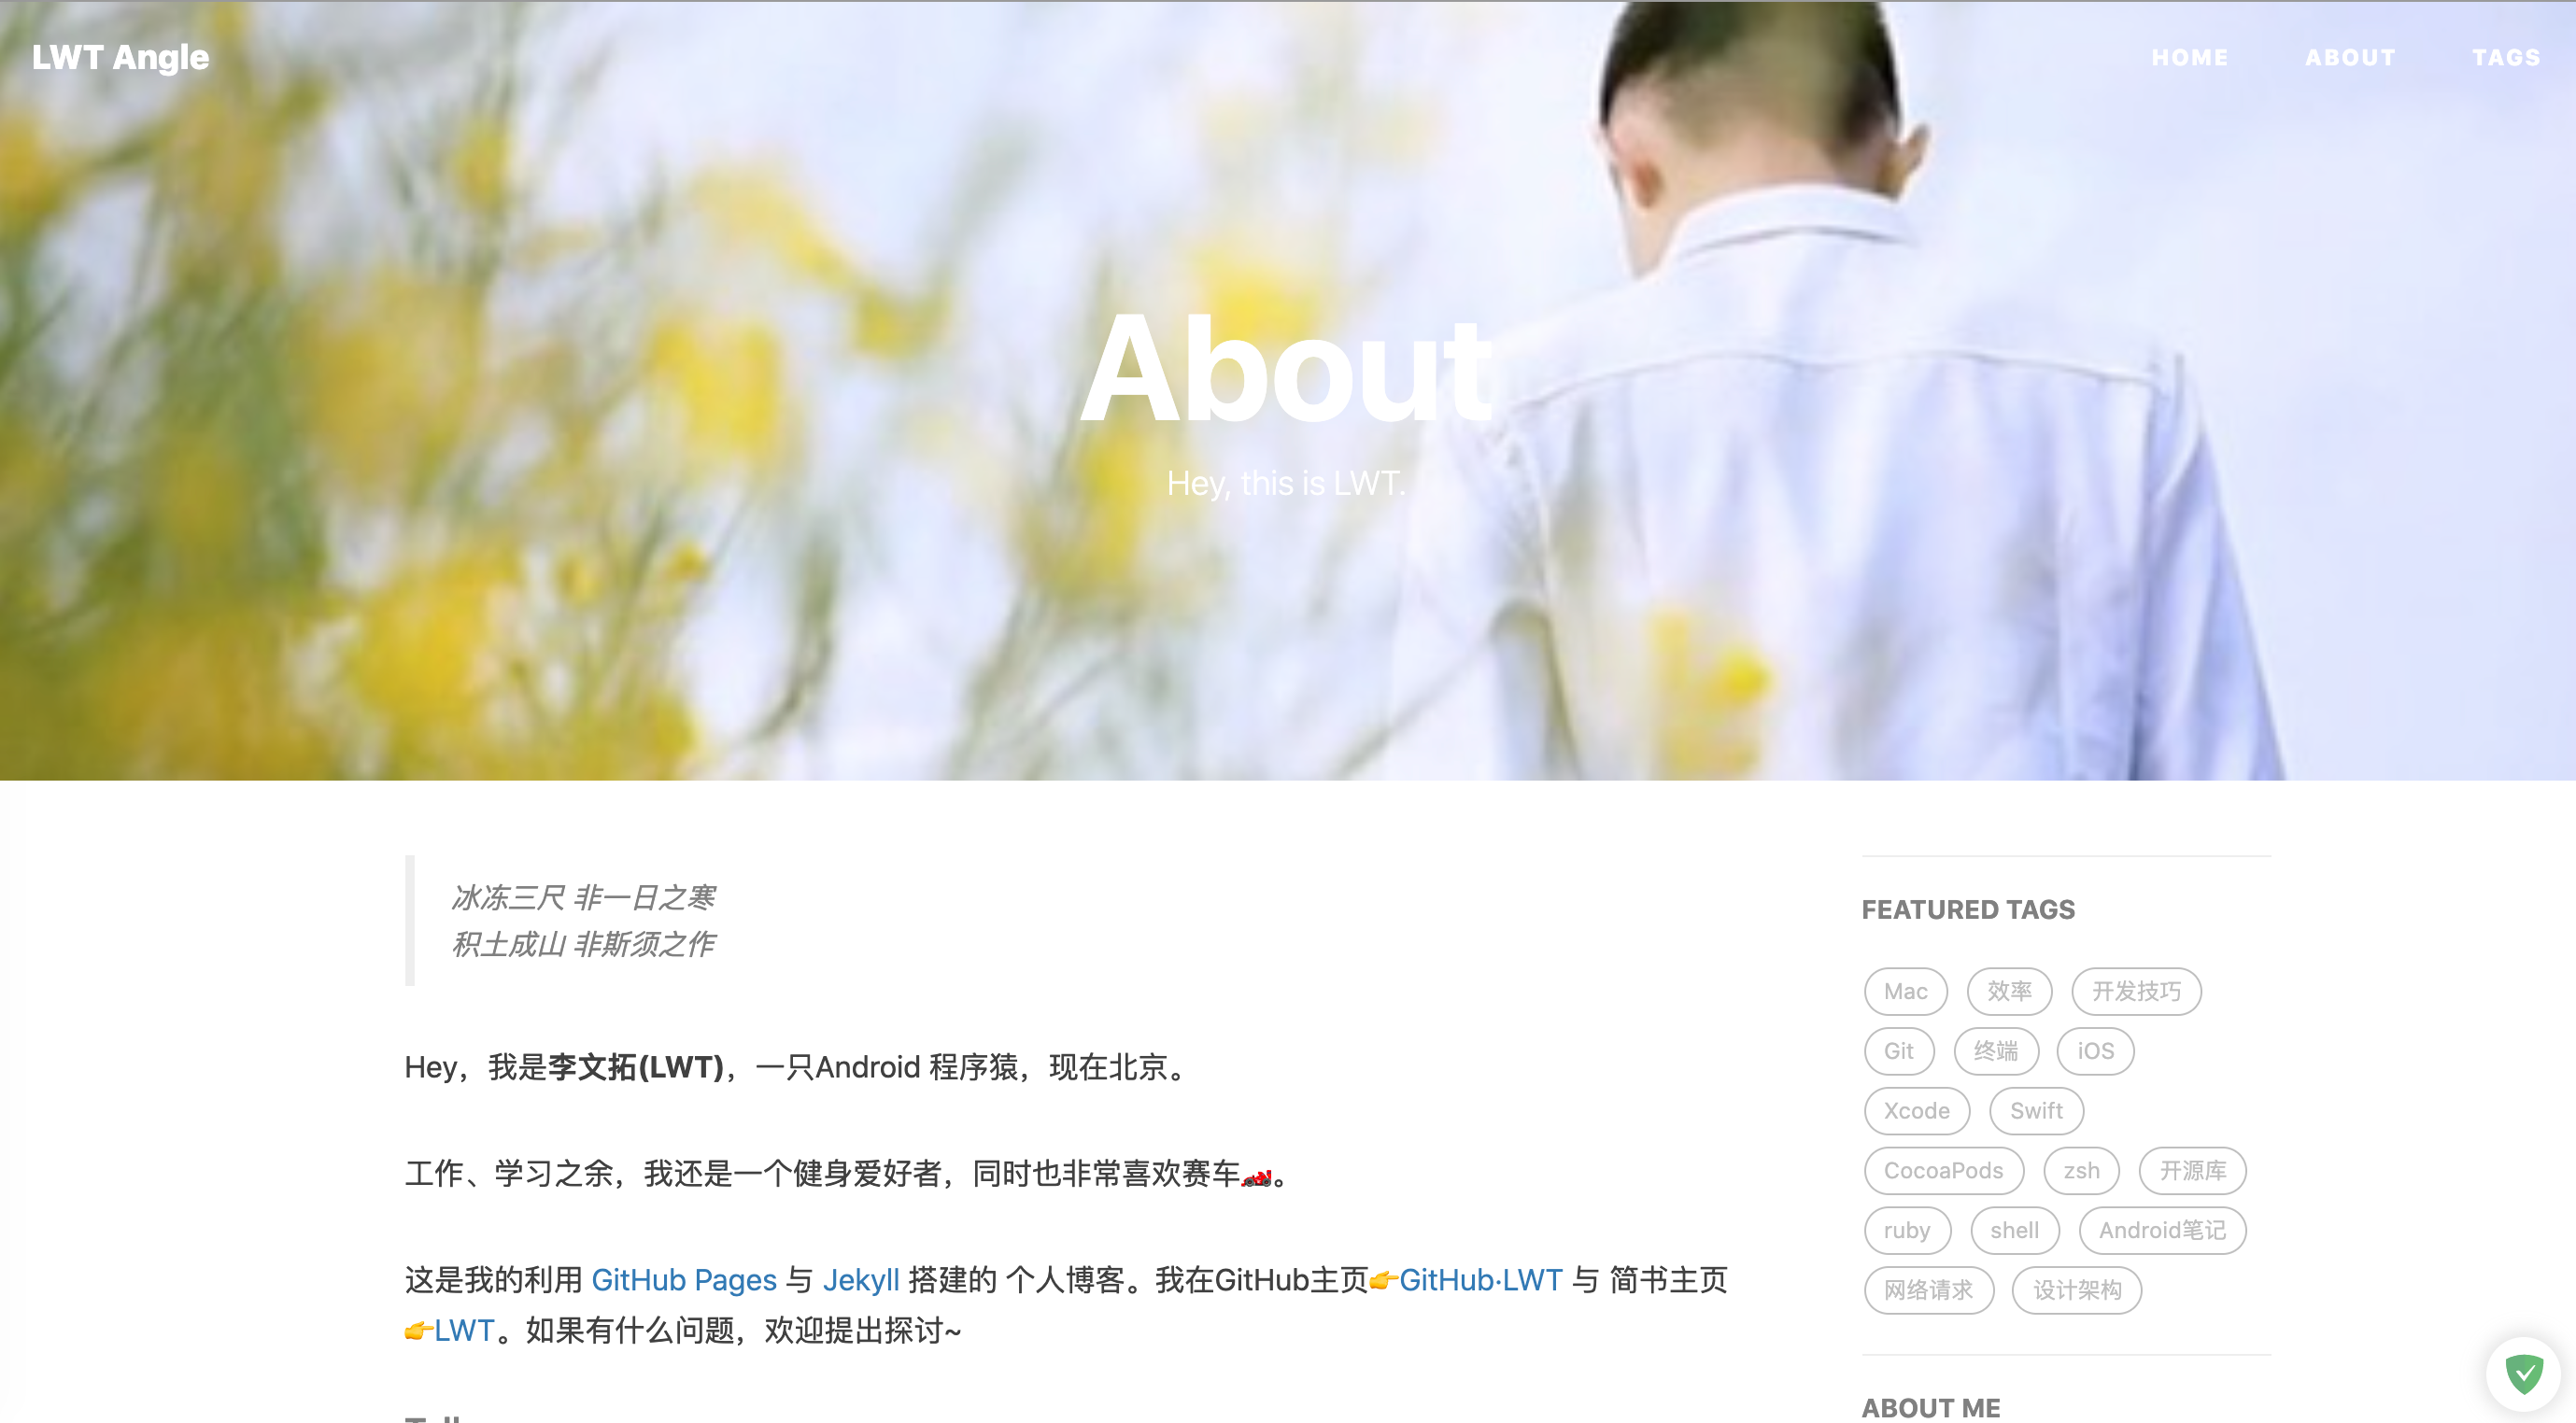 LWT Angle
HOME ABOUT TAGS
About
Hey, this is LWT.
冰冻三尺 非一日之寒
积土成山 非斯须之作
Hey，我是李文拓(LWT)，一只Android 程序猿，现在北京。
工作、学习之余，我还是一个健身爱好者，同时也非常喜欢赛车🏎。
这是我的利用 GitHub Pages 与 Jekyll 搭建的 个人博客。我在GitHub主页👉GitHub·LWT 与 简书主页
👉LWT。如果有什么问题，欢迎提出探讨~
FEATURED TAGS
Mac 效率 开发技巧
Git 终端 iOS
Xcode Swift
CocoaPods zsh 开源库
ruby shell Android笔记
网络请求 设计架构
ABOUT ME